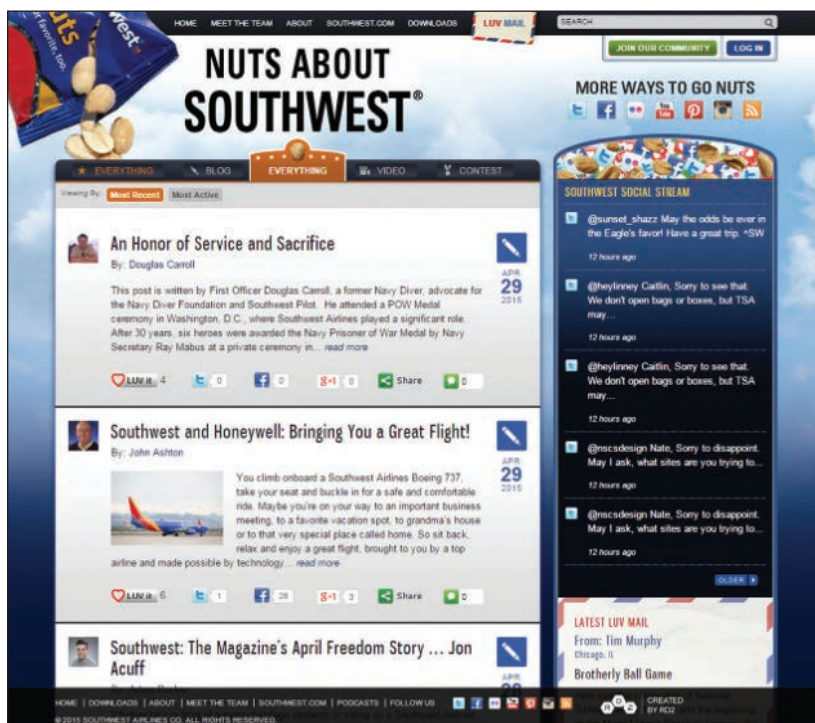 HOME MEET THE TEAM ABOUT SOUTHWEST.COM DOWNLOADS LUV MAIL SEARCH
JOIN OUR COMMUNITY LOG IN
uts
your favorite, too.
west.
NUTS ABOUT
SOUTHWEST®
MORE WAYS TO GO NUTS
EVERYTHING BLOG EVERYTHING VIDEO CONTEST
Viewing By: Most Recent Most Active
An Honor of Service and Sacrifice
By: Douglas Carroll
APR
29
2015
This post is written by First Officer Douglas Carroll, a former Navy Diver, advocate for
the Navy Diver Foundation and Southwest Pilot. He attended a POW Medal
ceremony in Washington, D.C., where Southwest Airlines played a significant role.
After 30 years, six heroes were awarded the Navy Prisoner of War Medal by Navy
Secretary Ray Mabus at a private ceremony in... read more
LUV it 4 0 0 g+1 0 Share 0
Southwest and Honeywell: Bringing You a Great Flight!
By: John Ashton
APR
29
2015
You climb onboard a Southwest Airlines Boeing 737,
take your seat and buckle in for a safe and comfortable
ride. Maybe you're on your way to an important business
meeting, to a favorite vacation spot, to grandma's house
or to that very special place called home. So sit back,
relax and enjoy a great flight, brought to you by a top
airline and made possible by technology... read more
LUV it 6 1 28 g+1 3 Share 0
Southwest: The Magazine's April Freedom Story ... Jon
Acuff
APR
SOUTHWEST SOCIAL STREAM
@sunset_shazz May the odds be ever in
the Eagle's favor! Have a great trip. ^SW
12 hours ago
@heylinney Caitlin, Sorry to see that.
We don't open bags or boxes, but TSA
may...
12 hours ago
@heylinney Caitlin, Sorry to see that.
We don't open bags or boxes, but TSA
may...
12 hours ago
@nscsdesign Nate, Sorry to disappoint.
May I ask, what sites are you trying to...
12 hours ago
@nscsdesign Nate, Sorry to disappoint.
May I ask, what sites are you trying to...
12 hours ago
OLDER
LATEST LUV MAIL
From: Tim Murphy
Chicago, IL
Brotherly Ball Game
HOME | DOWNLOADS | ABOUT | MEET THE TEAM | SOUTHWEST.COM | PODCASTS | FOLLOW US
RD2 CREATED
BY RD2
© 2015 SOUTHWEST AIRLINES CO. ALL RIGHTS RESERVED.